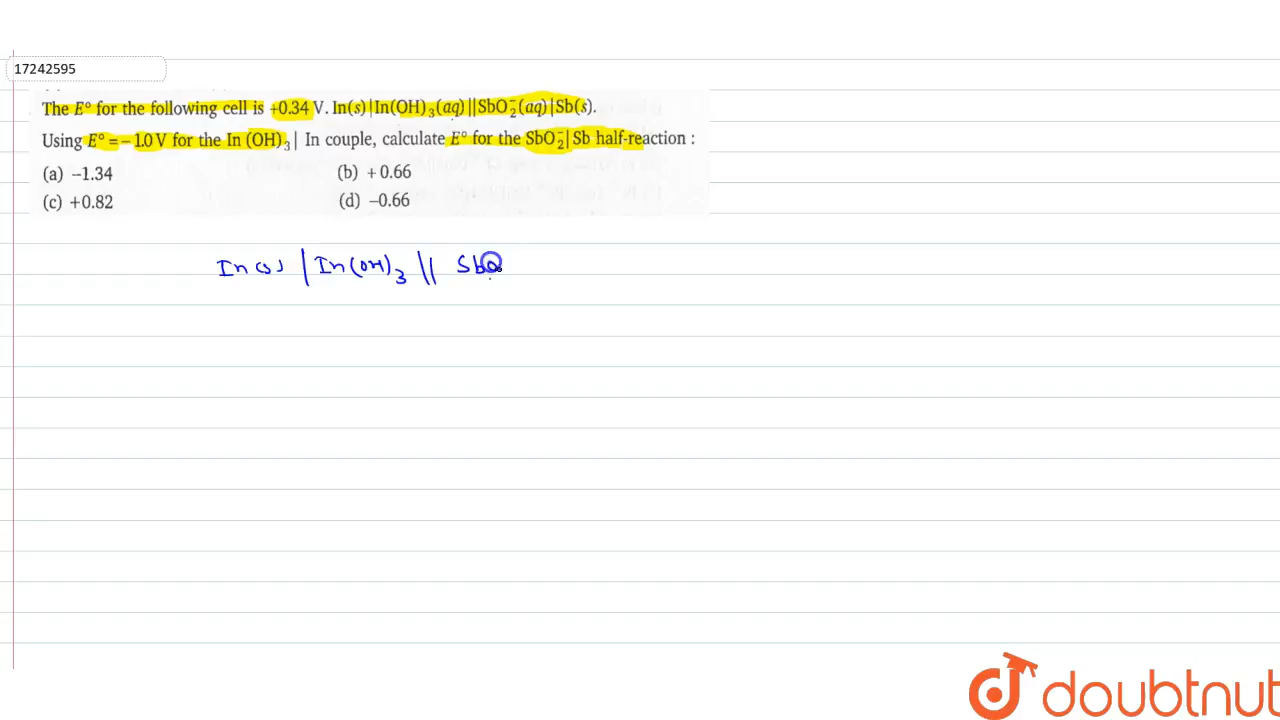 17242595
The E° for the following cell is +0.34 V. In(s)|In(OH)₃(aq)||SbO₂⁻(aq)|Sb(s).
Using E° = – 1.0 V for the In (OH)₃| In couple, calculate E° for the SbO₂⁻|Sb half-reaction :
(a) –1.34 (b) + 0.66
(c) +0.82 (d) –0.66
In(s) | In(OH)₃ || SbO
doubtnut